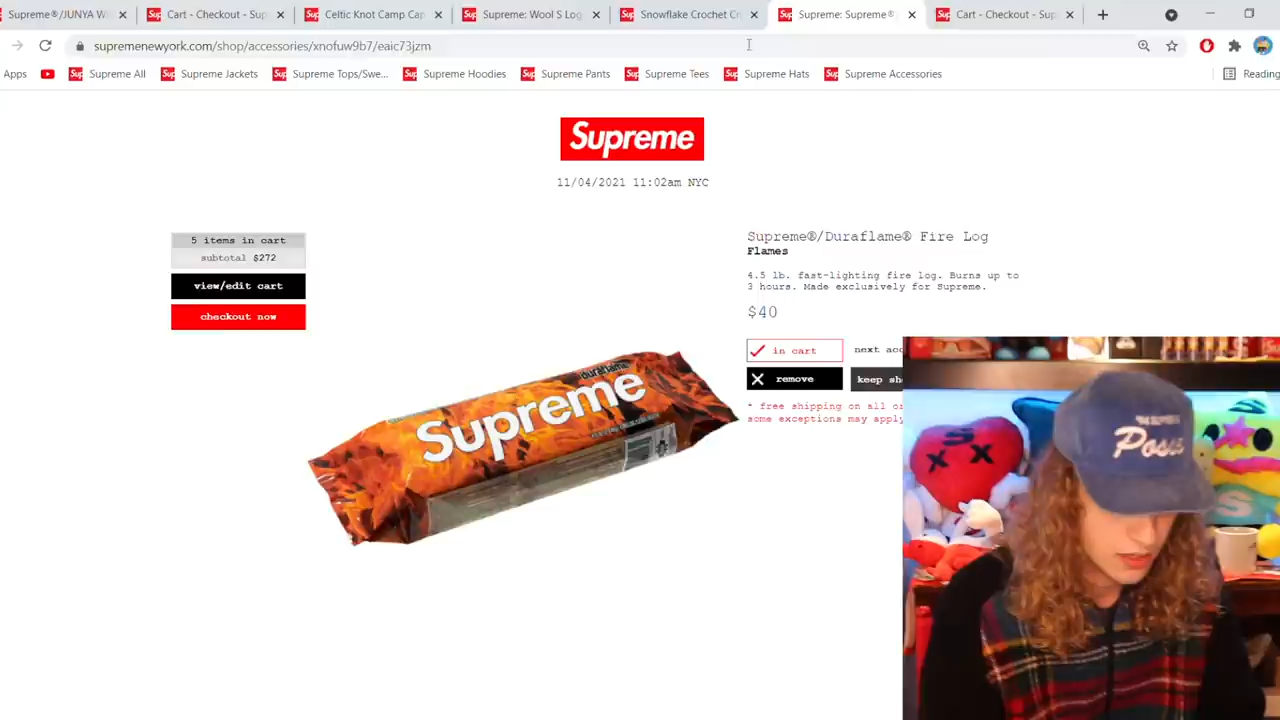 Supreme®/JUNYA W
Cart - Checkout - Sup
Celtic Knot Camp Cap
Supreme: Wool S Log
Snowflake Crochet Cr
Supreme: Supreme®
Cart - Checkout - Sup
supremenewyork.com/shop/accessories/xnofuw9b7/eaic73jzm
Apps
Supreme All
Supreme Jackets
Supreme Tops/Swe...
Supreme Hoodies
Supreme Pants
Supreme Tees
Supreme Hats
Supreme Accessories
Reading
Supreme
11/04/2021 11:02am NYC
5 items in cart
subtotal $272
view/edit cart
checkout now
Supreme®/Duraflame® Fire Log
Flames
4.5 lb. fast-lighting fire log. Burns up to
3 hours. Made exclusively for Supreme.
$40
in cart
next acc
remove
keep sh
* free shipping on all or
some exceptions may apply
duraflame
Supreme
Posse